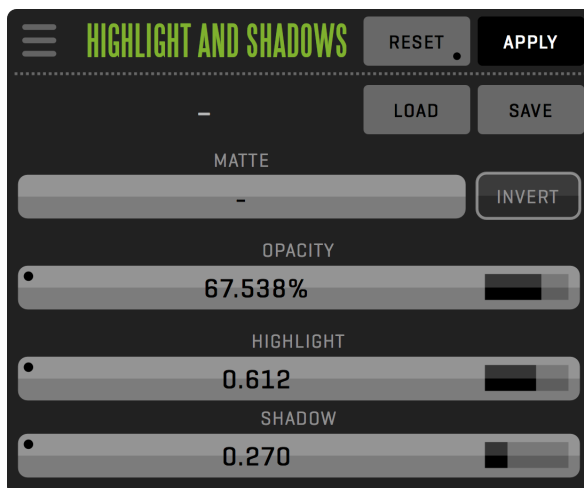 HIGHLIGHT AND SHADOWS RESET APPLY
- LOAD SAVE
MATTE
- INVERT
OPACITY
67.538%
HIGHLIGHT
0.612
SHADOW
0.270